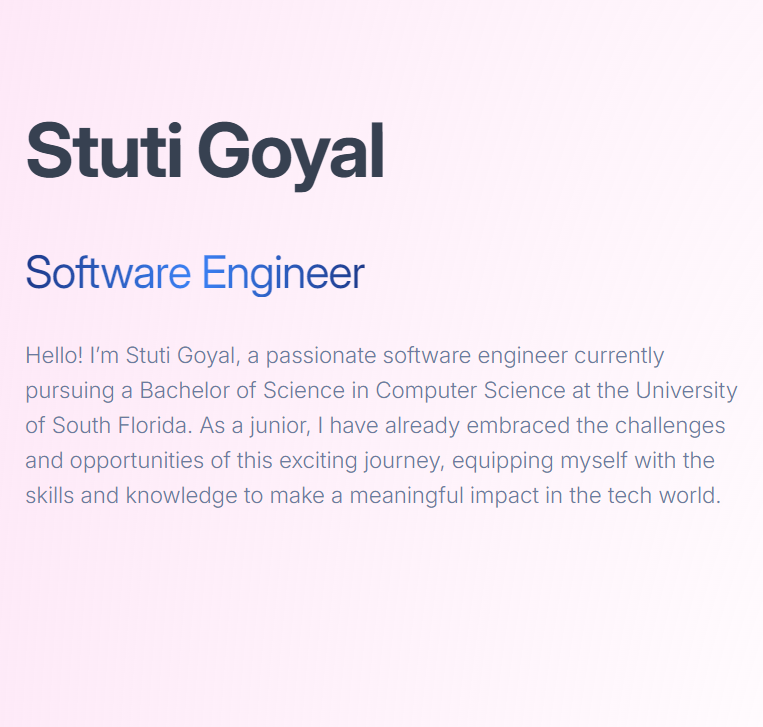 Stuti Goyal
Software Engineer
Hello! I’m Stuti Goyal, a passionate software engineer currently
pursuing a Bachelor of Science in Computer Science at the University
of South Florida. As a junior, I have already embraced the challenges
and opportunities of this exciting journey, equipping myself with the
skills and knowledge to make a meaningful impact in the tech world.